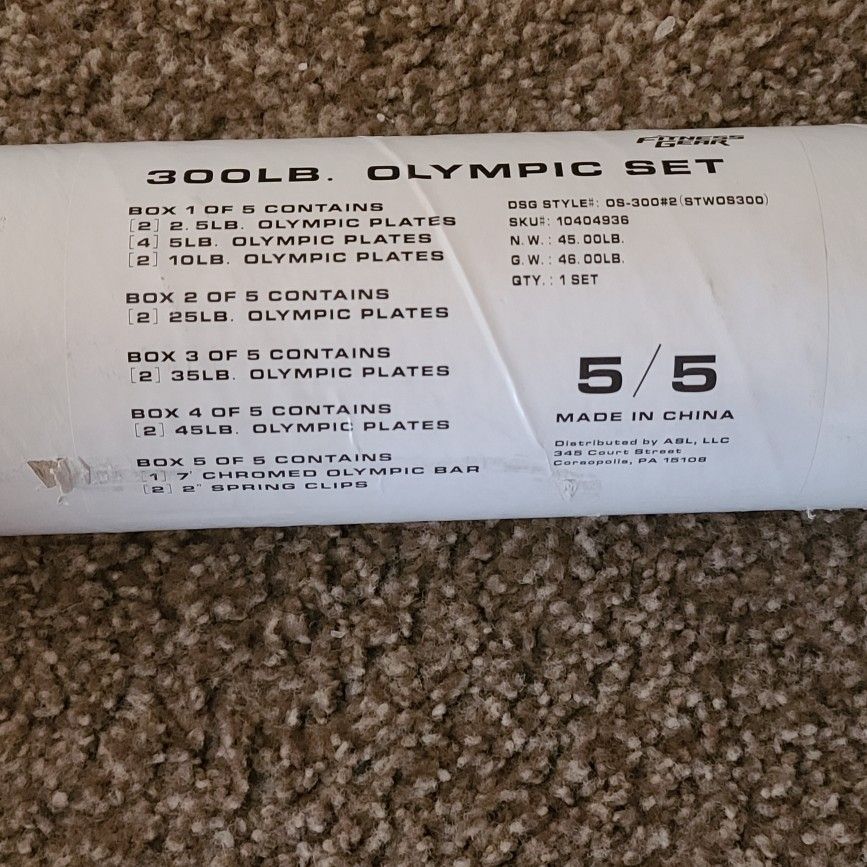 FITNESS
GEAR
300LB. OLYMPIC SET
BOX 1 OF 5 CONTAINS
[2] 2.5LB. OLYMPIC PLATES
[4] 5LB. OLYMPIC PLATES
[2] 10LB. OLYMPIC PLATES
BOX 2 OF 5 CONTAINS
[2] 25LB. OLYMPIC PLATES
BOX 3 OF 5 CONTAINS
[2] 35LB. OLYMPIC PLATES
BOX 4 OF 5 CONTAINS
[2] 45LB. OLYMPIC PLATES
BOX 5 OF 5 CONTAINS
[1] 7' CHROMED OLYMPIC BAR
[2] 2" SPRING CLIPS
DSG STYLE#: OS-300#2(STWOS300)
SKU#: 10404936
N.W.: 45.00LB.
G.W.: 46.00LB.
QTY.: 1 SET
5/5
MADE IN CHINA
Distributed by ASL, LLC
345 Court Street
Coraopolis, PA 15108